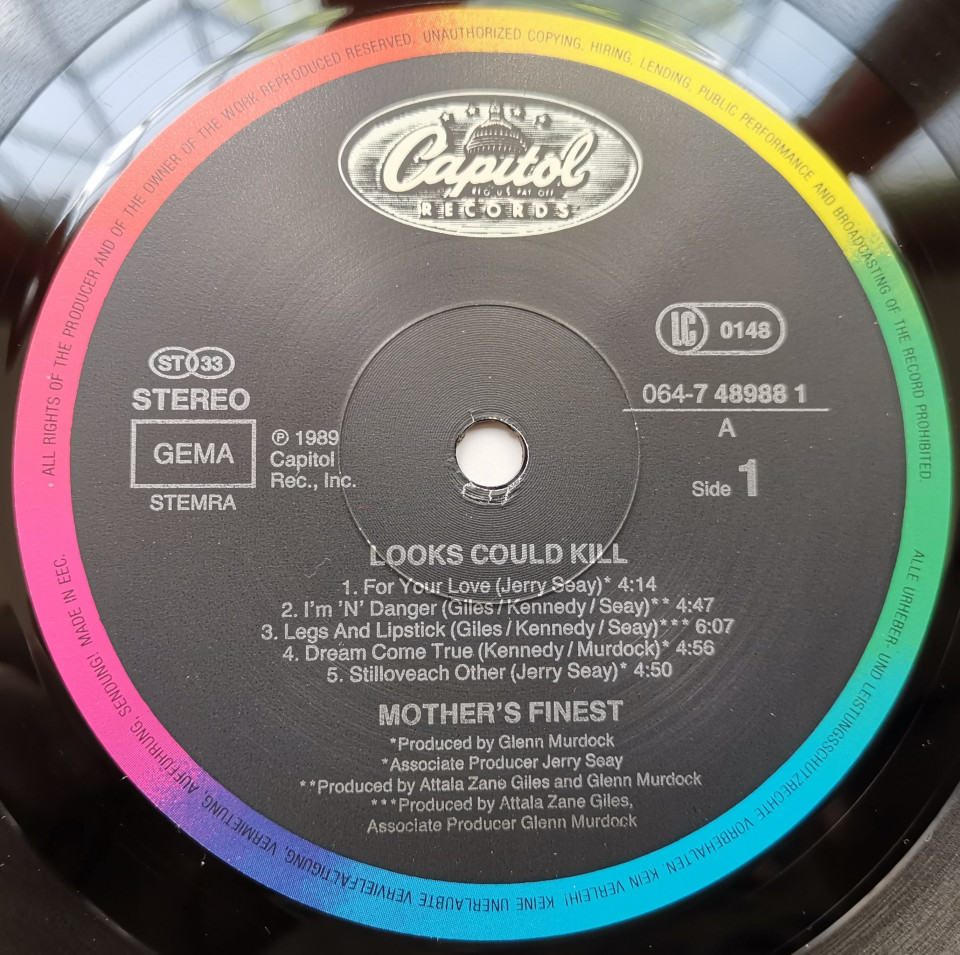 · ALL RIGHTS OF THE PRODUCER AND OF THE OWNER OF THE WORK REPRODUCED RESERVED. UNAUTHORIZED COPYING, HIRING, LENDING, PUBLIC PERFORMANCE AND BROADCASTING OF THE RECORD PROHIBITED.
Capitol
REG. U.S. PAT. OFF.
RECORDS
LC 0148
ST 33
STEREO
GEMA
STEMRA
℗ 1989
Capitol
Rec., Inc.
064-7 48988 1
A
Side 1
LOOKS COULD KILL
1. For Your Love (Jerry Seay)* 4:14
2. I'm 'N' Danger (Giles/Kennedy/Seay)** 4:47
3. Legs And Lipstick (Giles/Kennedy/Seay)*** 6:07
4. Dream Come True (Kennedy/Murdock)* 4:56
5. Stilloveach Other (Jerry Seay)* 4:50
MOTHER'S FINEST
*Produced by Glenn Murdock
*Associate Producer Jerry Seay
**Produced by Attala Zane Giles and Glenn Murdock
***Produced by Attala Zane Giles,
Associate Producer Glenn Murdock
ALLE URHEBER- UND LEISTUNGSSCHUTZRECHTE VORBEHALTEN. KEIN VERLEIH! KEINE UNERLAUBTE VERVIELFÄLTIGUNG, VERMIETUNG, AUFFÜHRUNG, SENDUNG! MADE IN EEC.